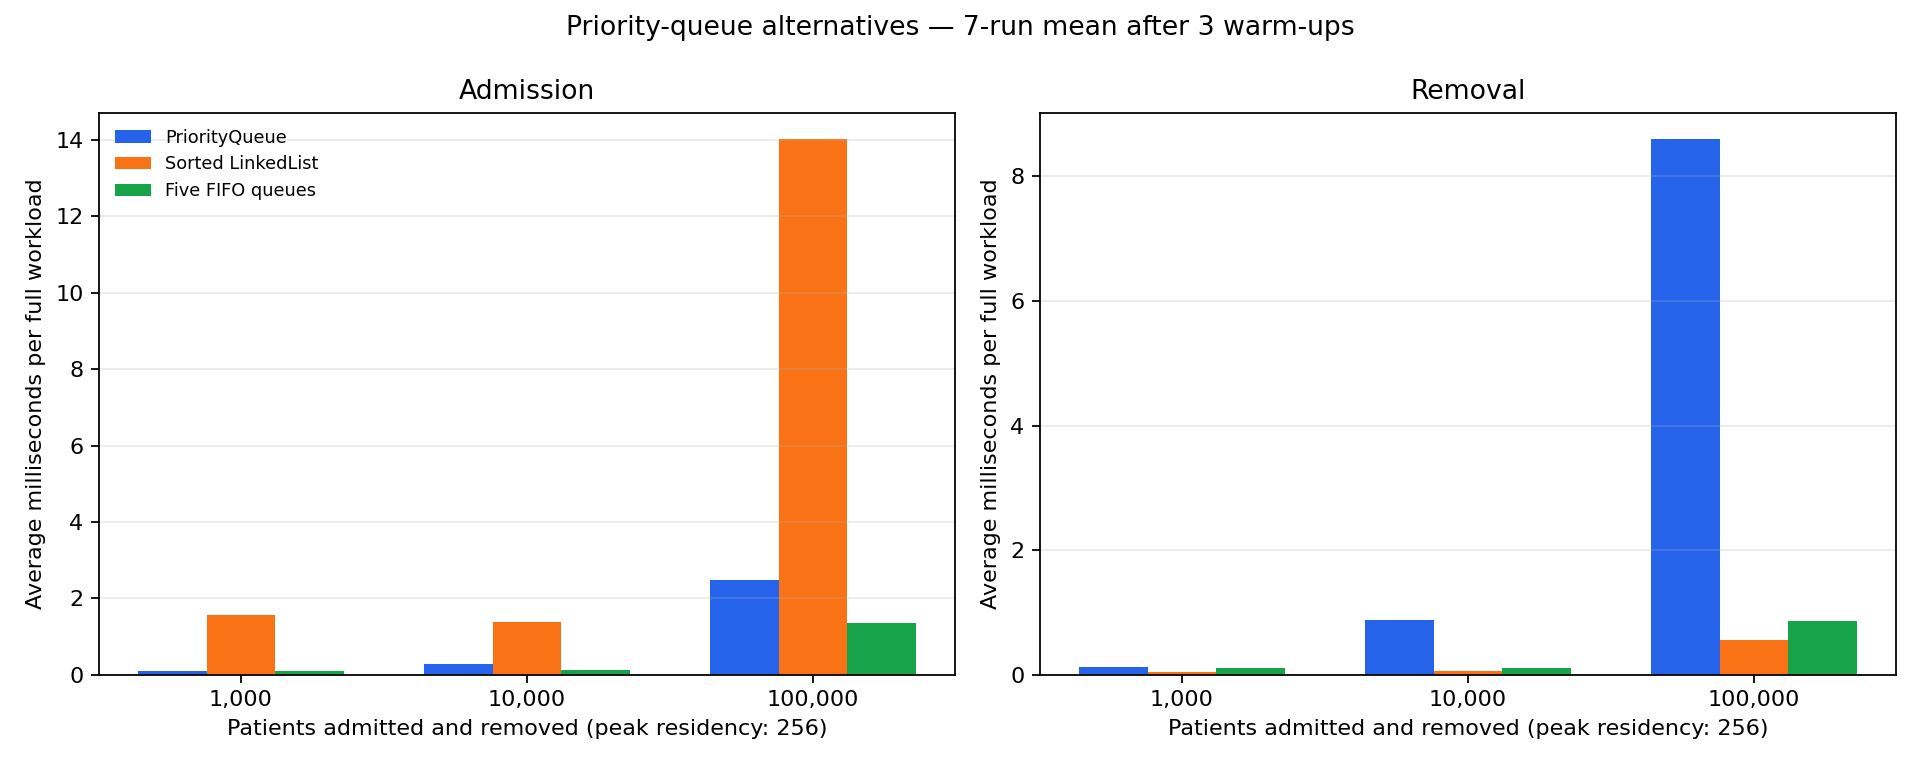 Priority-queue alternatives — 7-run mean after 3 warm-ups
Admission
PriorityQueue
Sorted LinkedList
Five FIFO queues
Average milliseconds per full workload
14
12
10
8
6
4
2
0
1,000 10,000 100,000
Patients admitted and removed (peak residency: 256)
Removal
Average milliseconds per full workload
8
6
4
2
0
1,000 10,000 100,000
Patients admitted and removed (peak residency: 256)